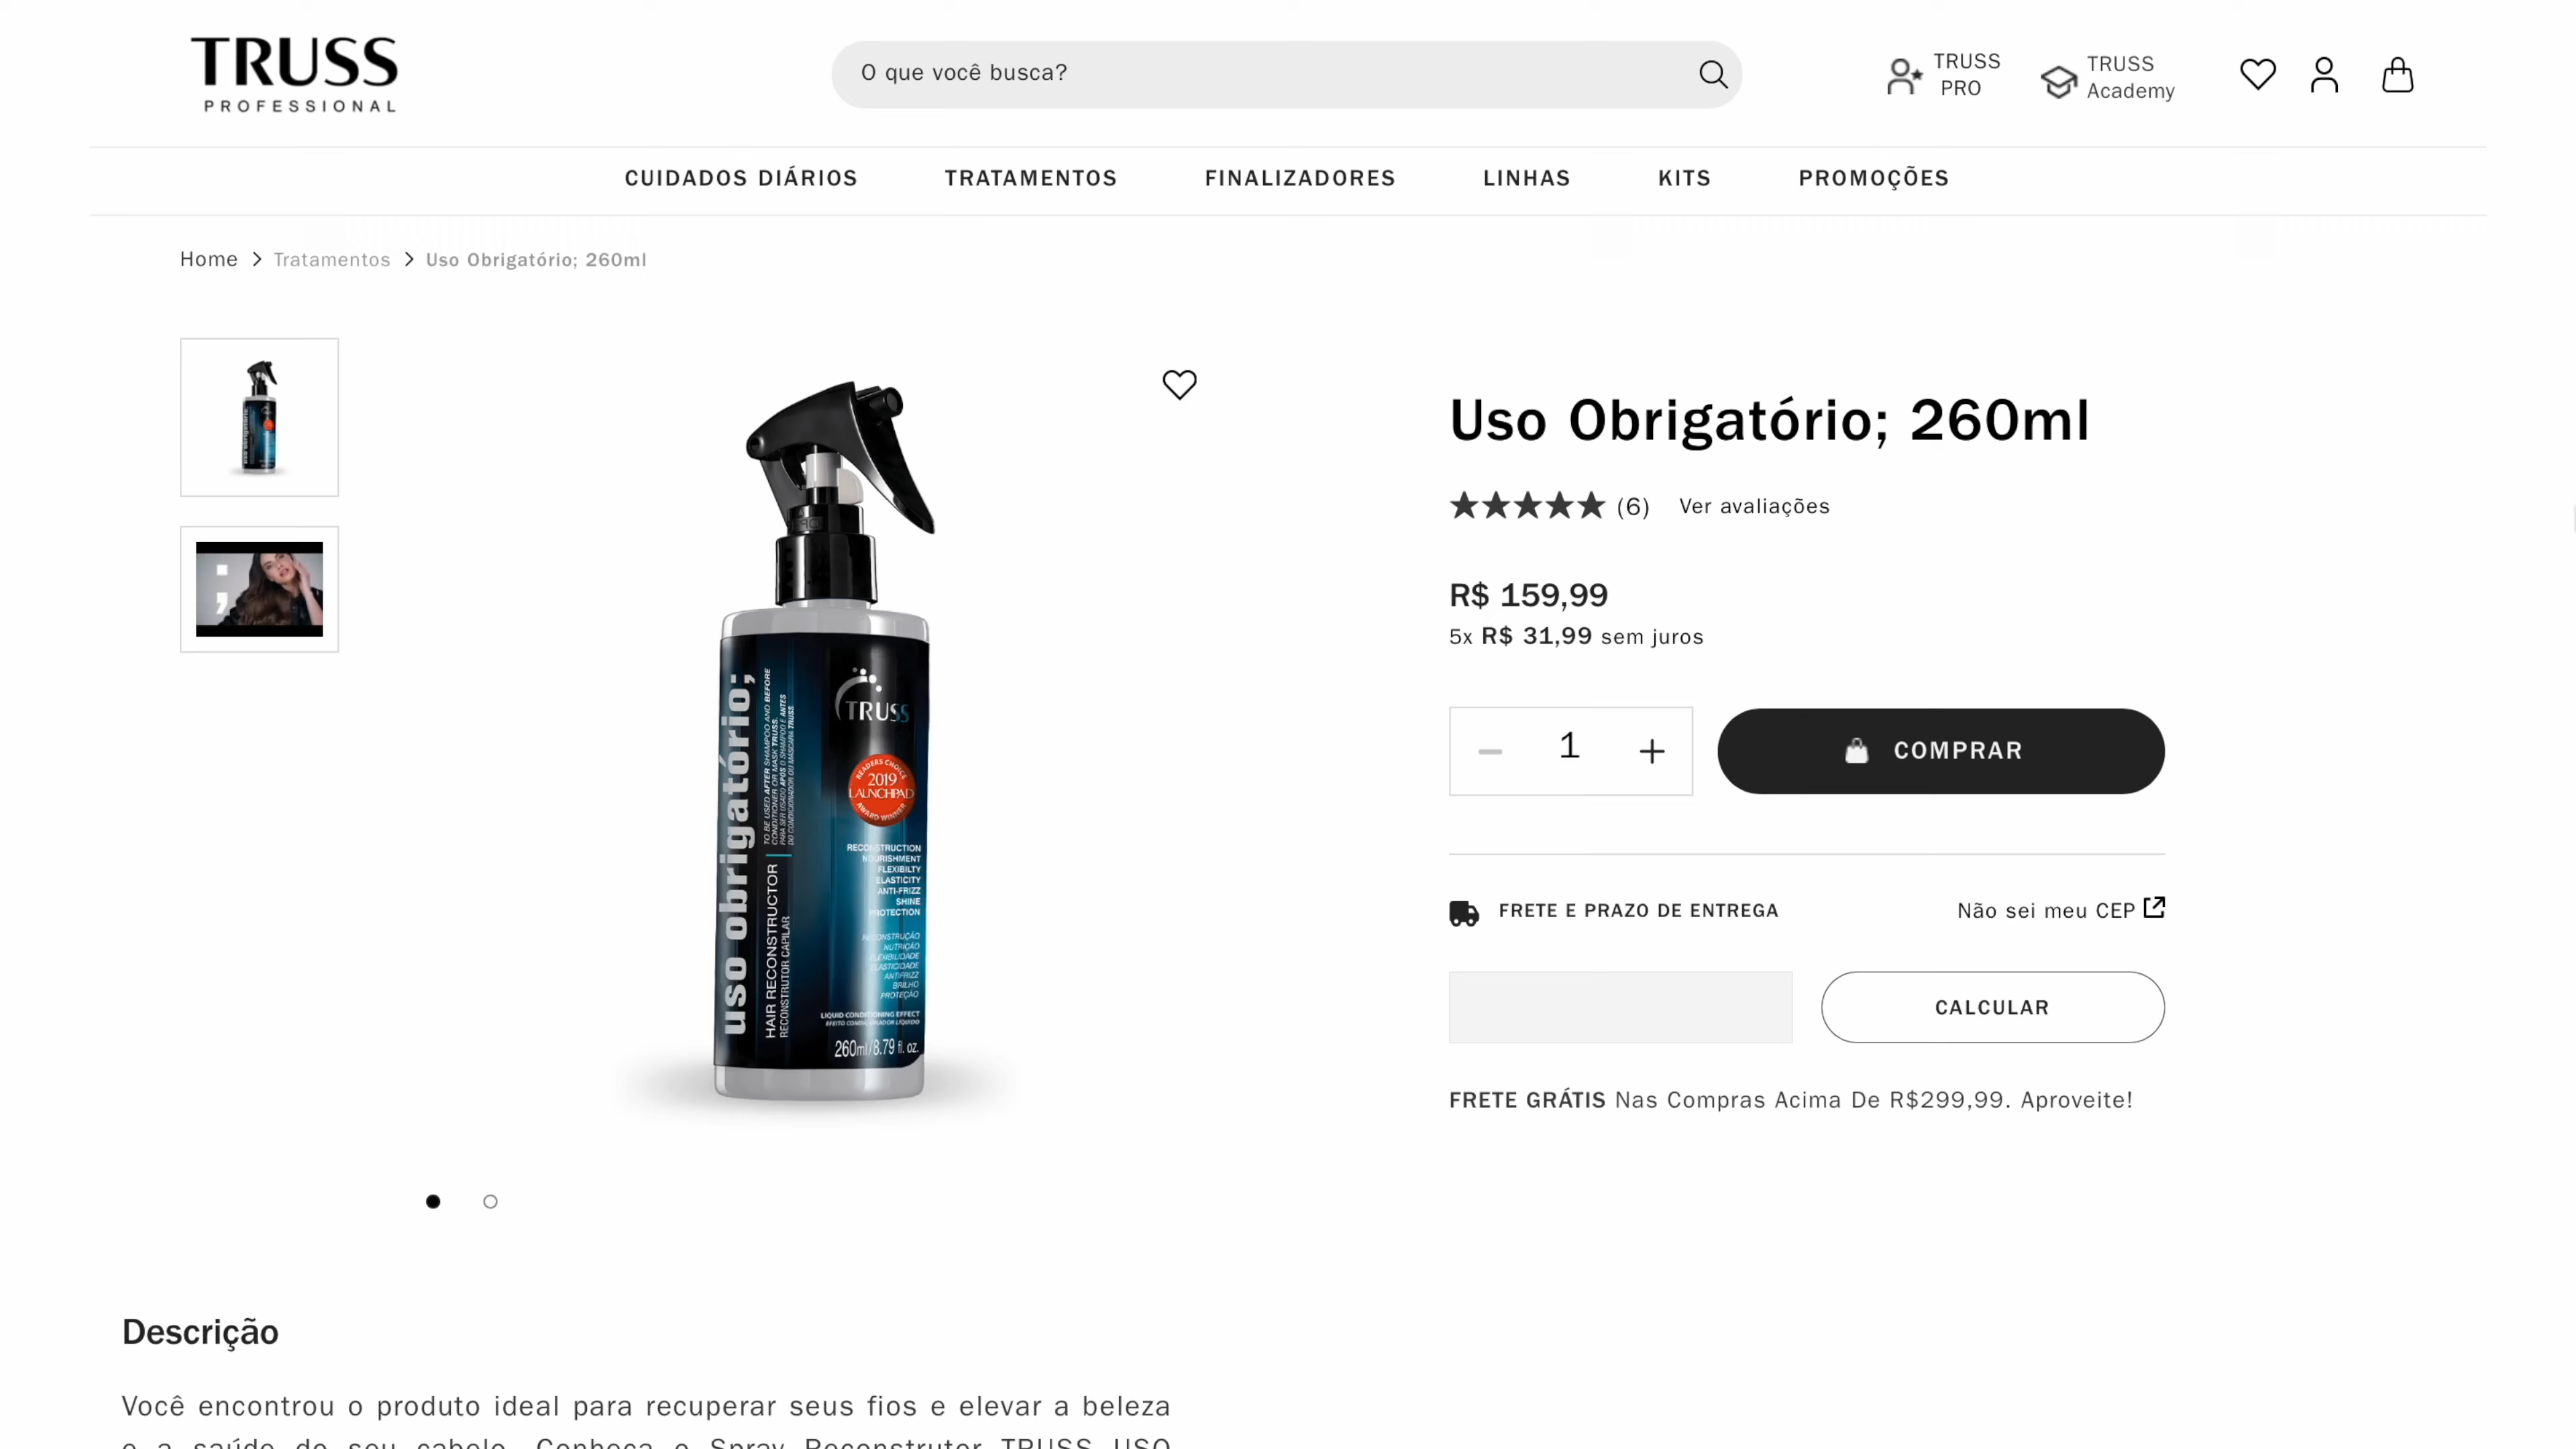 TRUSS
PROFESSIONAL
O que você busca?
TRUSS
PRO
TRUSS
Academy
CUIDADOS DIÁRIOS
TRATAMENTOS
FINALIZADORES
LINHAS
KITS
PROMOÇÕES
Home > Tratamentos > Uso Obrigatório; 260ml
Uso Obrigatório; 260ml
(6) Ver avaliações
R$ 159,99
5x R$ 31,99 sem juros
1
COMPRAR
FRETE E PRAZO DE ENTREGA
Não sei meu CEP
CALCULAR
FRETE GRÁTIS Nas Compras Acima De R$299,99. Aproveite!
uso obrigatório;
HAIR RECONSTRUCTOR
RECONSTRUTOR CAPILAR
TO BE USED AFTER SHAMPOO AND BEFORE
CONDITIONER OR MASK TRUSS.
PARA SER USADO APÓS O SHAMPOO E ANTES
DO CONDICIONADOR OU MÁSCARA TRUSS.
TRUSS
READERS CHOICE
2019
LAUNCHPAD
AWARD WINNER
RECONSTRUCTION
NOURISHMENT
FLEXIBILTY
ELASTICITY
ANTI-FRIZZ
SHINE
PROTECTION
RECONSTRUÇÃO
NUTRIÇÃO
FLEXIBILIDADE
ELASTICIDADE
ANTIFRIZZ
BRILHO
PROTEÇÃO
LIQUID CONDITIONING EFFECT
EFEITO CONDICIONADOR LÍQUIDO
260ml/8.79 fl. oz.
Descrição
Você encontrou o produto ideal para recuperar seus fios e elevar a beleza
e a saúde do seu cabelo. Conheça o Spray Reconstrutor TRUSS USO